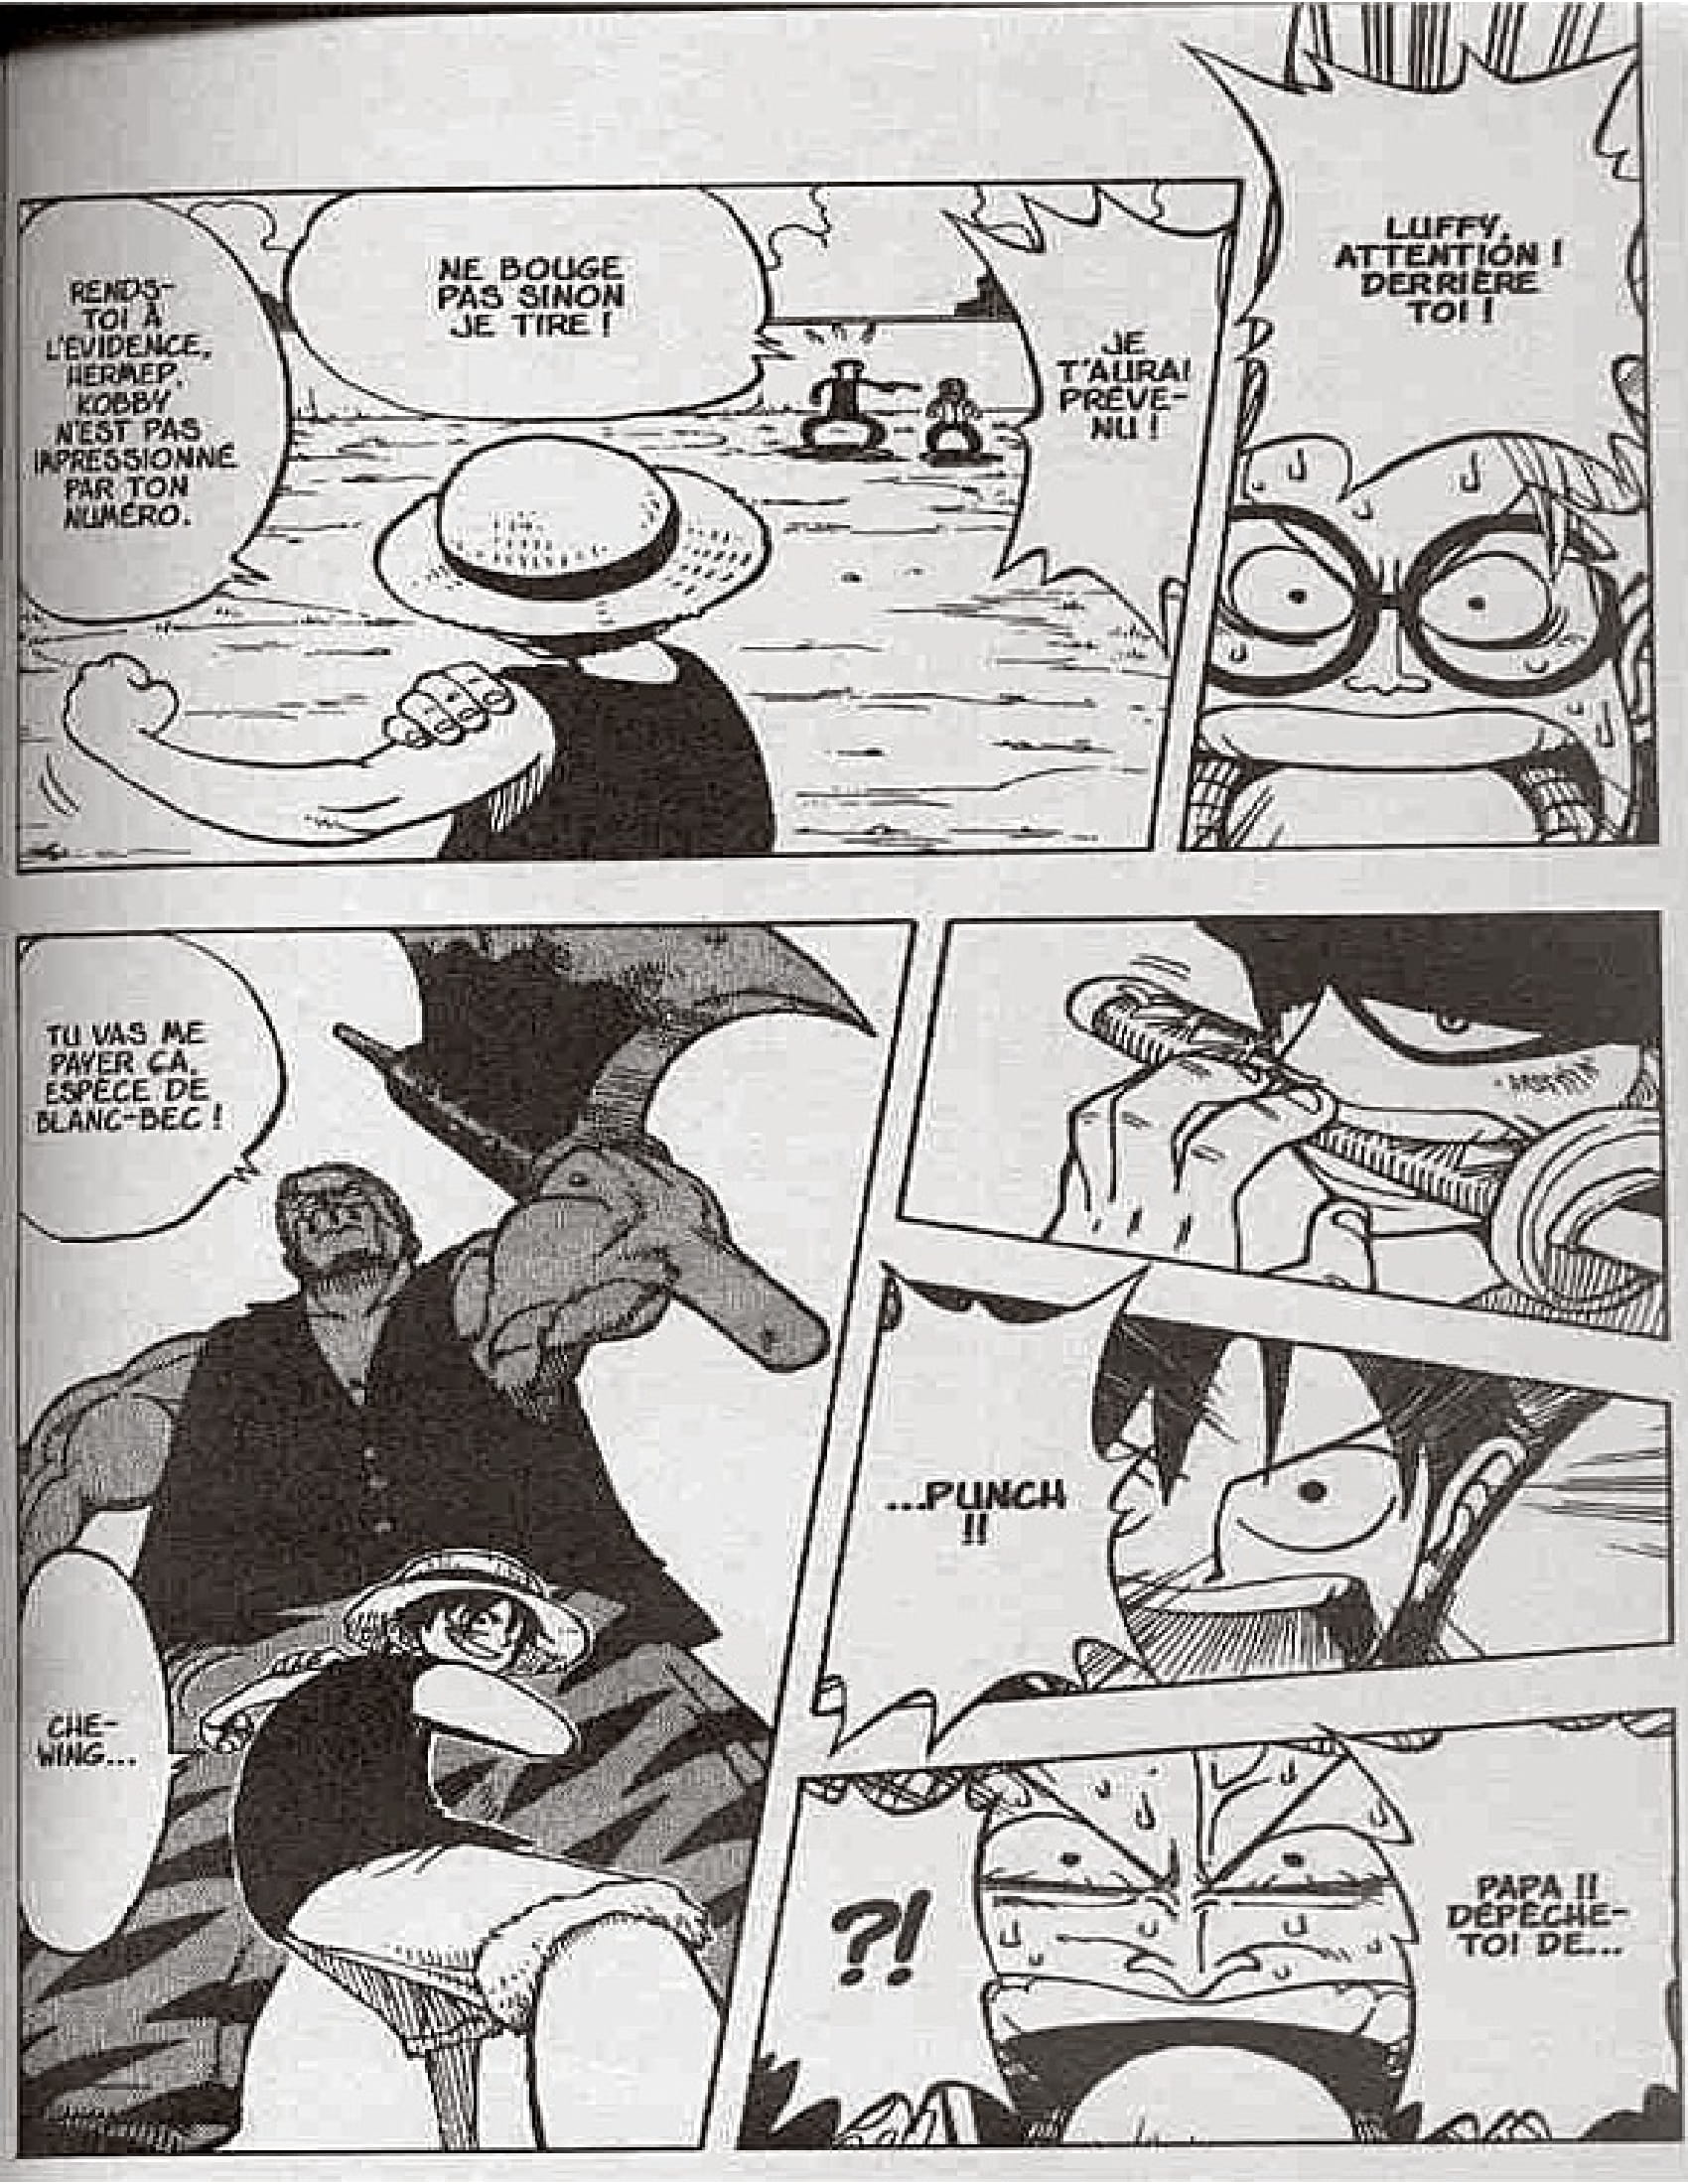 JE
T'AURAI
PRÉVE-
NU !
NE BOUGE
PAS SINON
JE TIRE !
RENDS-
TOI À
L'ÉVIDENCE,
HERMEP,
KOBBY
N'EST PAS
IMPRESSIONNÉ
PAR TON
NUMÉRO.
LUFFY,
ATTENTION !
DERRIÈRE
TOI !
TU VAS ME
PAYER ÇA,
ESPÈCE DE
BLANC-BEC !
CHE-
WING...
...PUNCH
!!
?!
PAPA !!
DÉPÊCHE-
TOI DE...